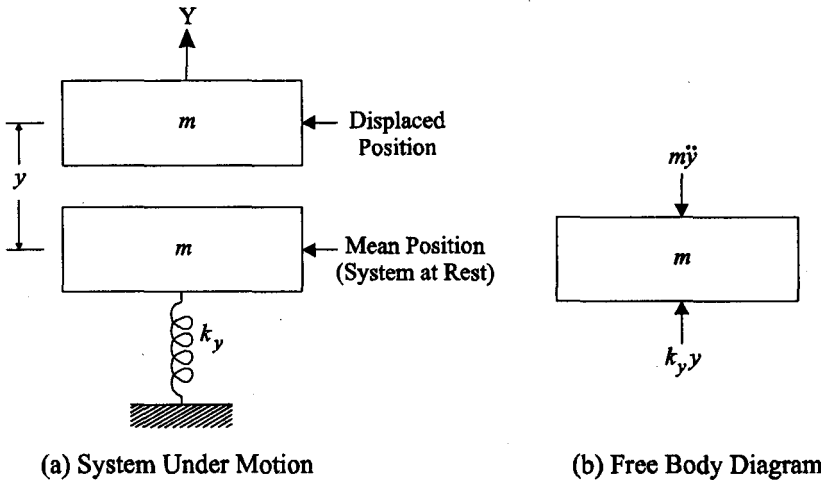 Y
m
Displaced
Position
y
m
Mean Position
(System at Rest)
k_y
mÿ
m
k_y y
(a) System Under Motion
(b) Free Body Diagram